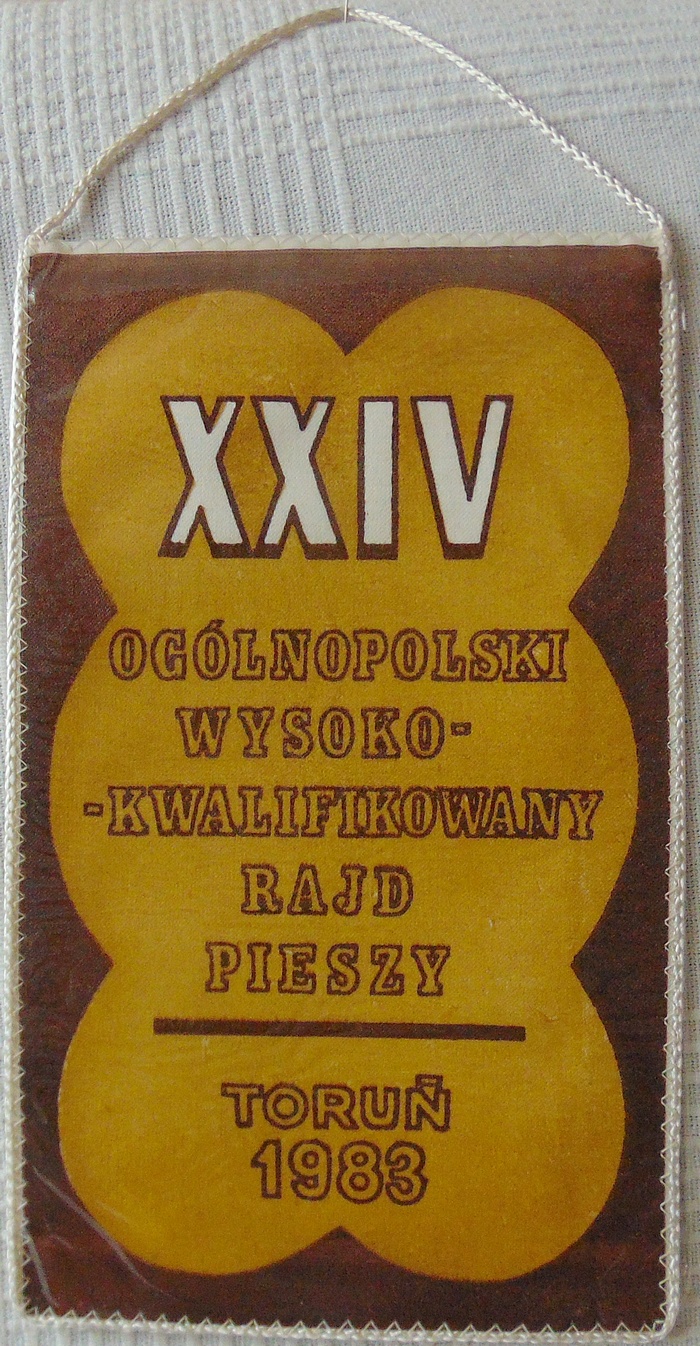 XXIV
OGÓLNOPOLSKI
WYSOKO-
-KWALIFIKOWANY
RAJD
PIESZY
TORUŃ
1983